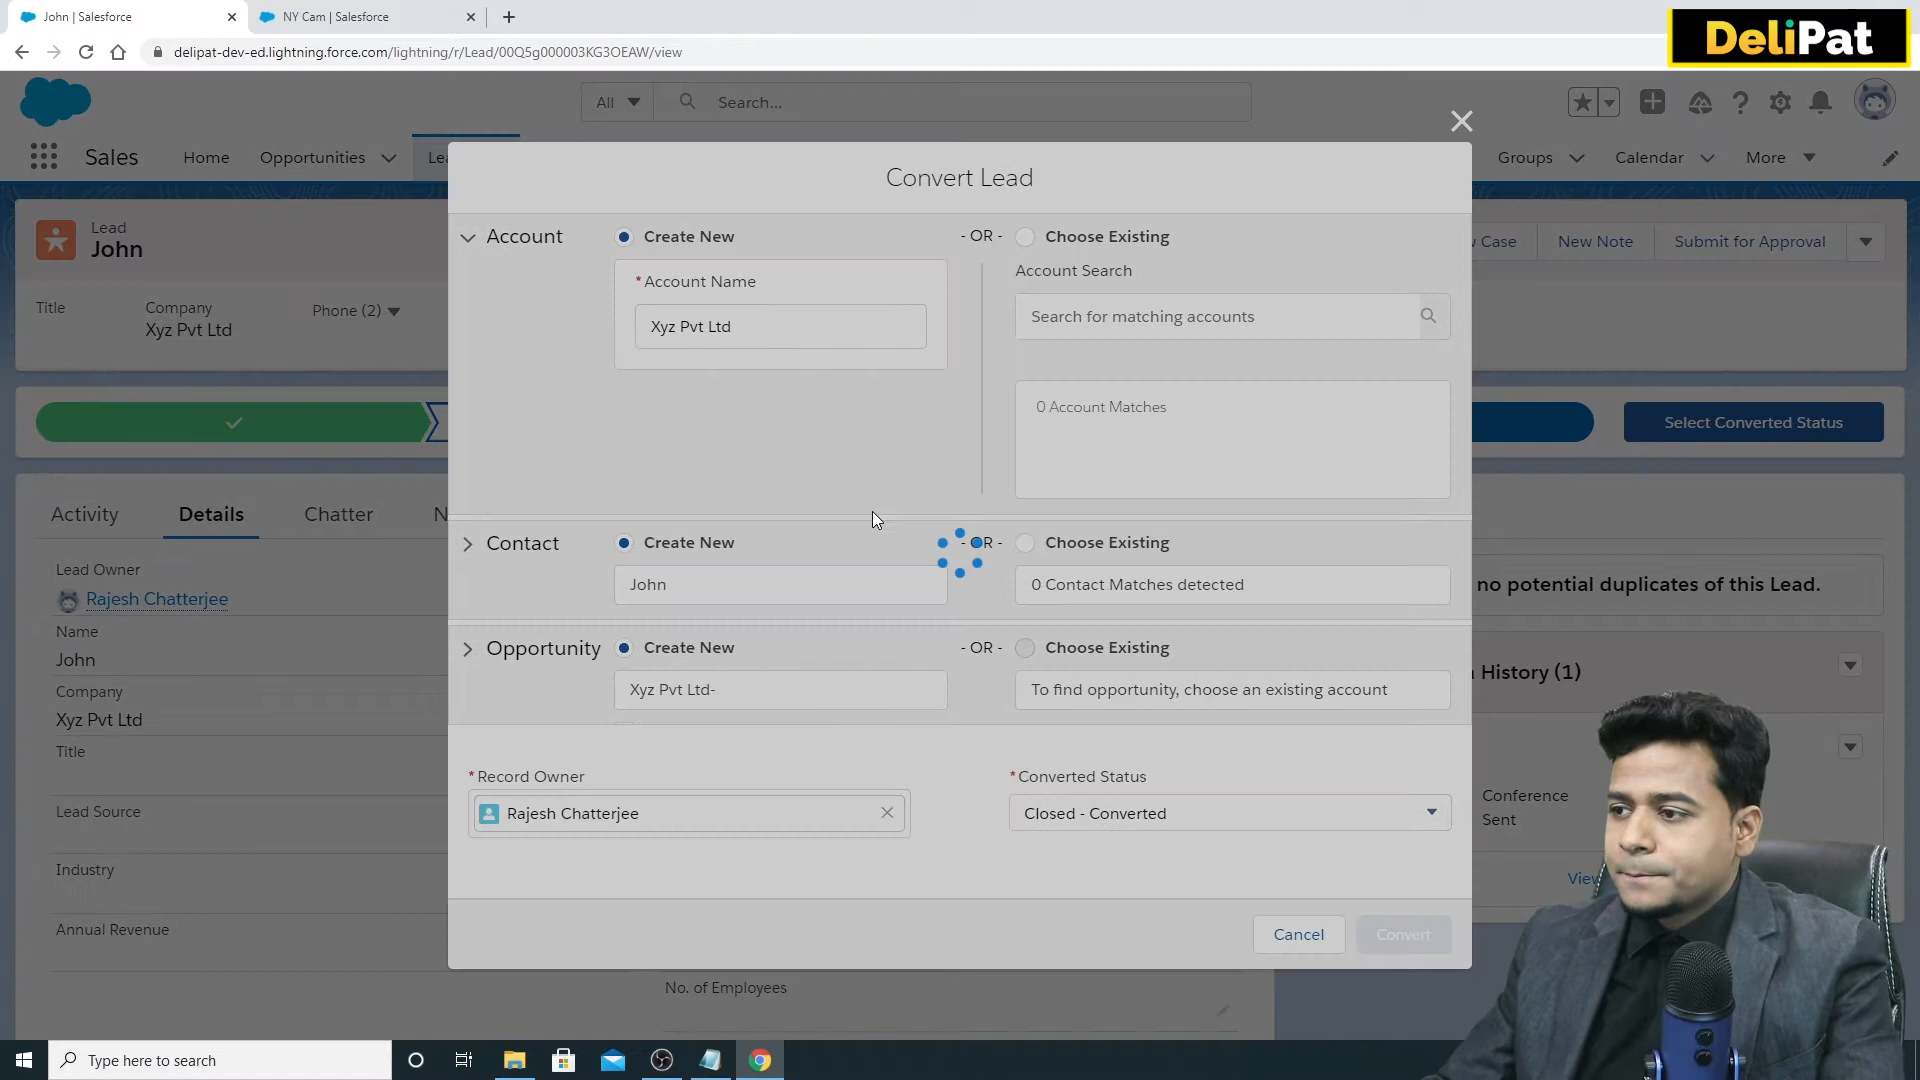 John | Salesforce
NY Cam | Salesforce
delipat-dev-ed.lightning.force.com/lightning/r/Lead/00Q5g000003KG3OEAW/view
DeliPat
All
Search...
Sales
Home
Opportunities
Groups
Calendar
More
Lead
John
New Note
Submit for Approval
Title
Company
Xyz Pvt Ltd
Phone (2)
Select Converted Status
Convert Lead
Account
Create New
- OR -
Choose Existing
* Account Name
Xyz Pvt Ltd
Account Search
Search for matching accounts
0 Account Matches
Contact
Create New
- OR -
Choose Existing
John
0 Contact Matches detected
Opportunity
Create New
- OR -
Choose Existing
Xyz Pvt Ltd-
To find opportunity, choose an existing account
* Record Owner
Rajesh Chatterjee
* Converted Status
Closed - Converted
Cancel
Convert
Activity
Details
Chatter
Lead Owner
Rajesh Chatterjee
Name
John
Company
Xyz Pvt Ltd
Title
Lead Source
Industry
Annual Revenue
No. of Employees
no potential duplicates of this Lead.
History (1)
Conference
Sent
Type here to search